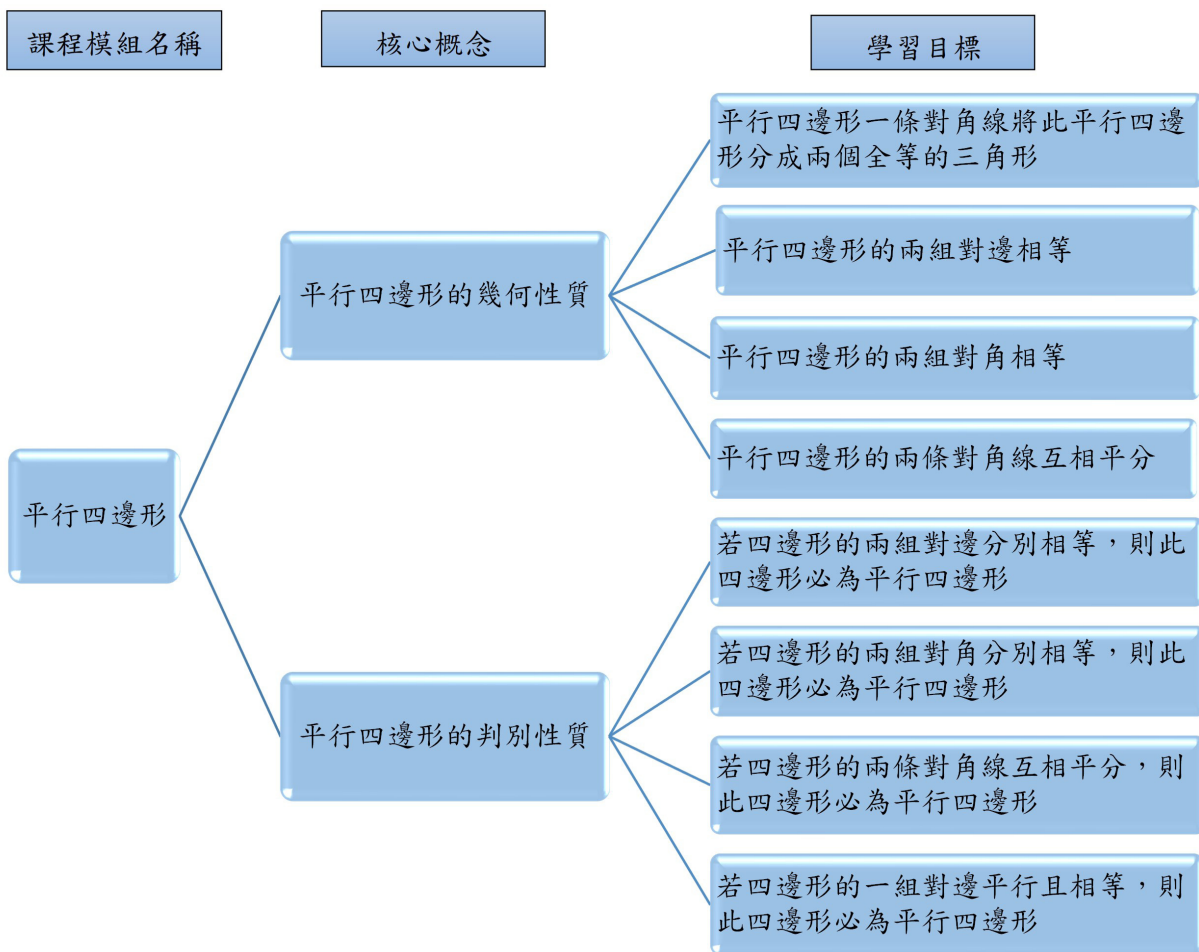 課程模組名稱
核心概念
學習目標
平行四邊形
平行四邊形的幾何性質
平行四邊形一條對角線將此平行四邊
形分成兩個全等的三角形
平行四邊形的兩組對邊相等
平行四邊形的兩組對角相等
平行四邊形的兩條對角線互相平分
平行四邊形的判別性質
若四邊形的兩組對邊分別相等，則此
四邊形必為平行四邊形
若四邊形的兩組對角分別相等，則此
四邊形必為平行四邊形
若四邊形的兩條對角線互相平分，則
此四邊形必為平行四邊形
若四邊形的一組對邊平行且相等，則
此四邊形必為平行四邊形